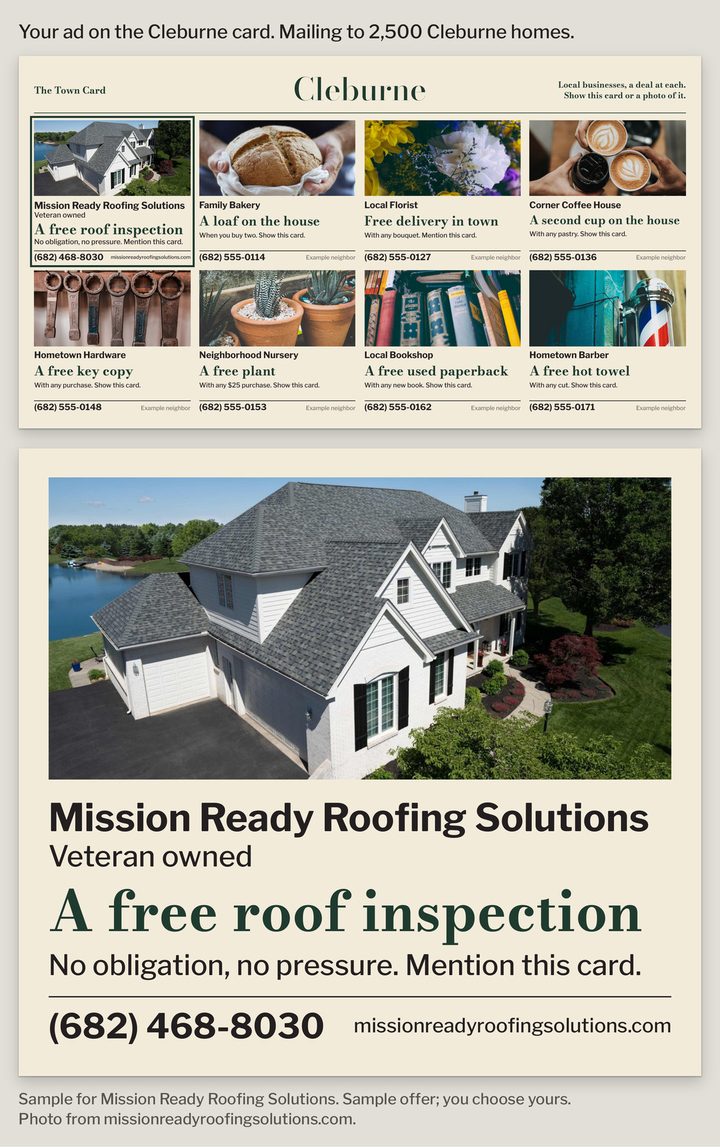 Your ad on the Cleburne card. Mailing to 2,500 Cleburne homes.
The Town Card
Cleburne
Local businesses, a deal at each.
Show this card or a photo of it.
Mission Ready Roofing Solutions
Veteran owned
A free roof inspection
No obligation, no pressure. Mention this card.
(682) 468-8030 missionreadyroofingsolutions.com
Family Bakery
A loaf on the house
When you buy two. Show this card.
(682) 555-0114 Example neighbor
Local Florist
Free delivery in town
With any bouquet. Mention this card.
(682) 555-0127 Example neighbor
Corner Coffee House
A second cup on the house
With any pastry. Show this card.
(682) 555-0136 Example neighbor
Hometown Hardware
A free key copy
With any purchase. Show this card.
(682) 555-0148 Example neighbor
Neighborhood Nursery
A free plant
With any $25 purchase. Show this card.
(682) 555-0153 Example neighbor
Local Bookshop
A free used paperback
With any new book. Show this card.
(682) 555-0162 Example neighbor
Hometown Barber
A free hot towel
With any cut. Show this card.
(682) 555-0171 Example neighbor
Mission Ready Roofing Solutions
Veteran owned
A free roof inspection
No obligation, no pressure. Mention this card.
(682) 468-8030 missionreadyroofingsolutions.com
Sample for Mission Ready Roofing Solutions. Sample offer; you choose yours.
Photo from missionreadyroofingsolutions.com.